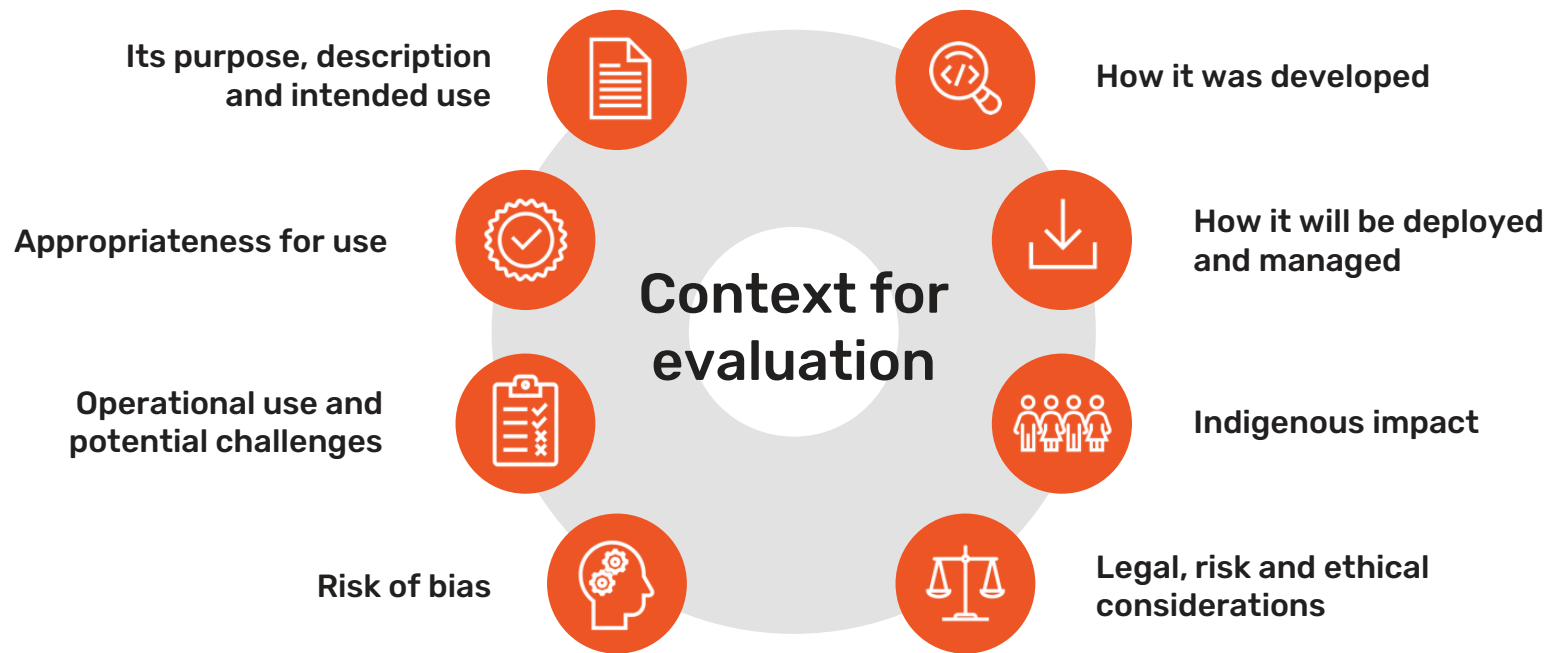 Its purpose, description
and intended use
How it was developed
Appropriateness for use
How it will be deployed
and managed
Context for
evaluation
Operational use and
potential challenges
Indigenous impact
Risk of bias
Legal, risk and ethical
considerations